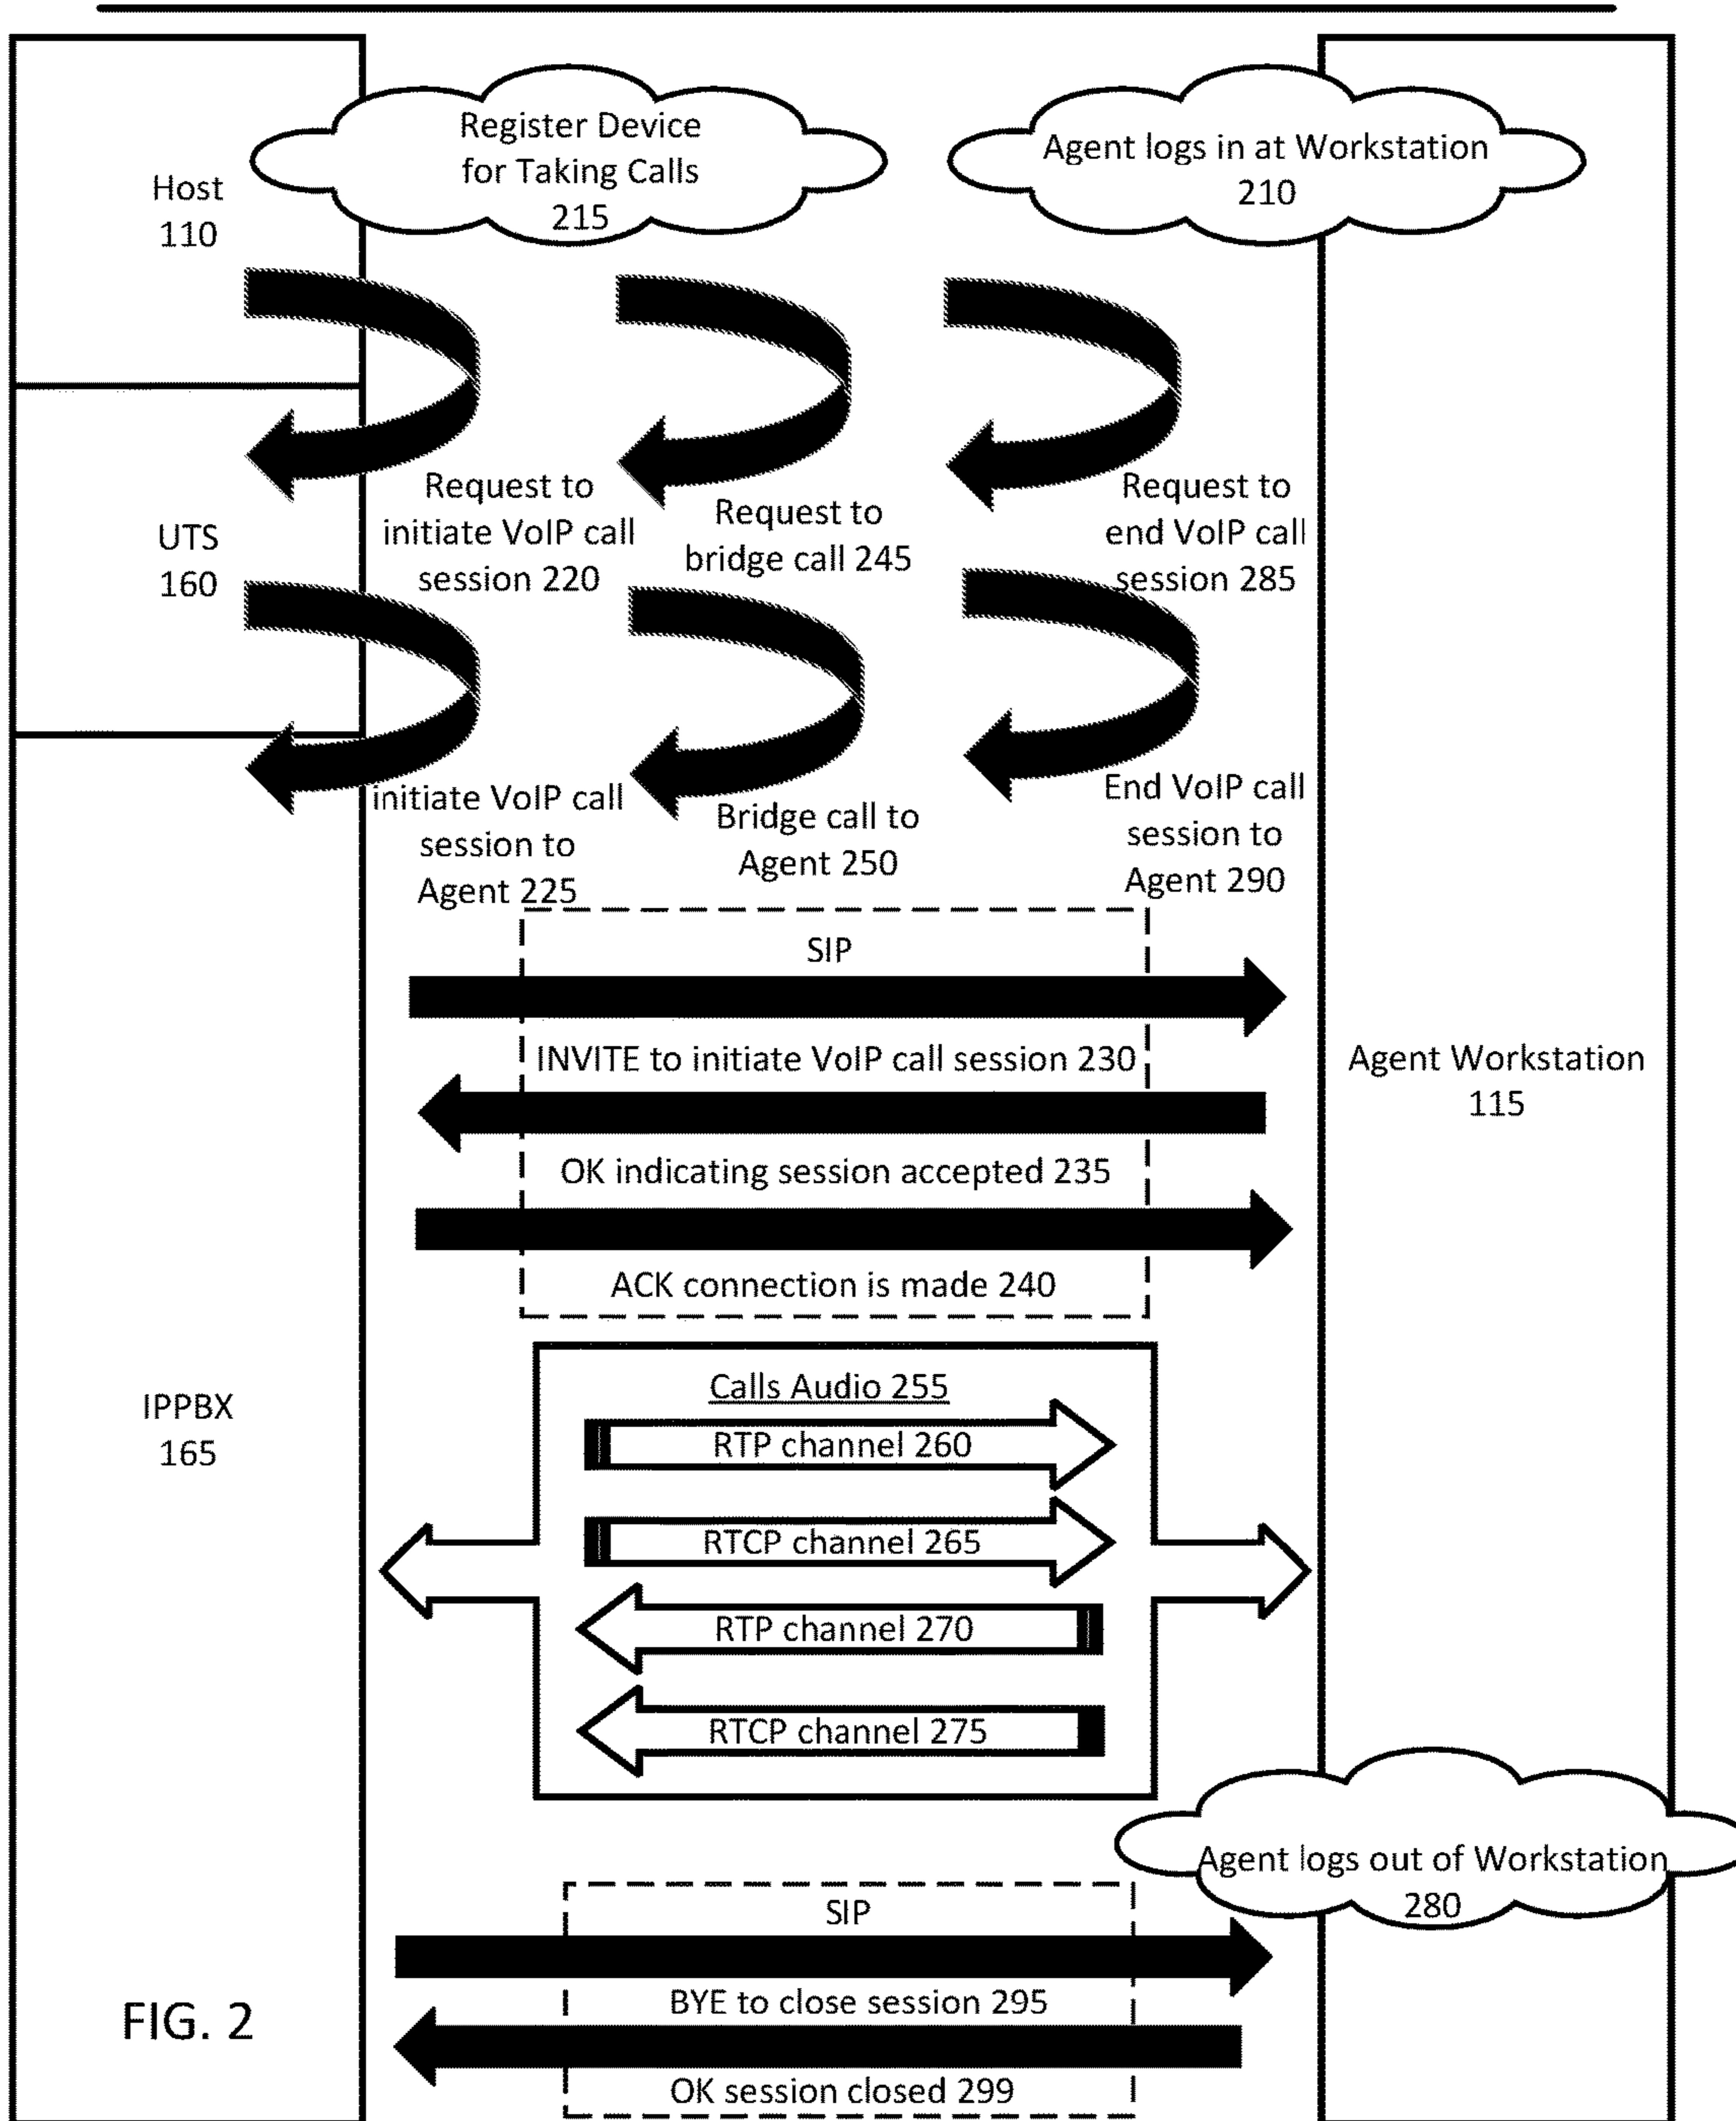 Register Device
for Taking Calls
215
Agent logs in at Workstation
210
Host
110
Request to
initiate VoIP call
session 220
Request to
bridge call 245
Request to
end VoIP call
session 285
UTS
160
initiate VoIP call
session to
Agent 225
Bridge call to
Agent 250
End VoIP call
session to
Agent 290
SIP
INVITE to initiate VoIP call session 230
OK indicating session accepted 235
ACK connection is made 240
Agent Workstation
115
IPPBX
165
Calls Audio 255
RTP channel 260
RTCP channel 265
RTP channel 270
RTCP channel 275
Agent logs out of Workstation
280
SIP
BYE to close session 295
OK session closed 299
FIG. 2